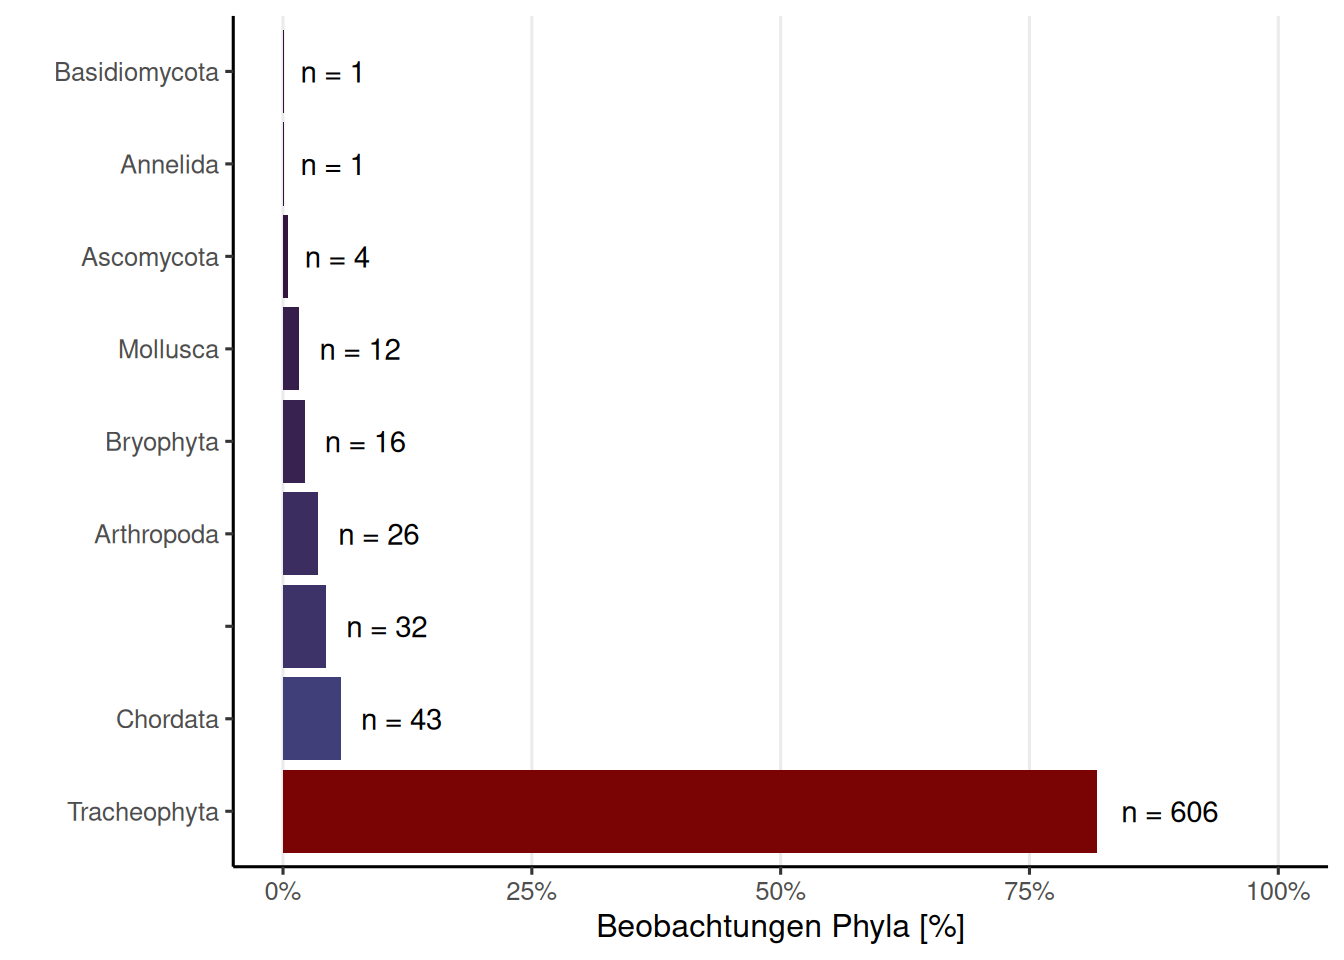 Basidiomycota n = 1
Annelida n = 1
Ascomycota n = 4
Mollusca n = 12
Bryophyta n = 16
Arthropoda n = 26
n = 32
Chordata n = 43
Tracheophyta n = 606
0% 25% 50% 75% 100%
Beobachtungen Phyla [%]